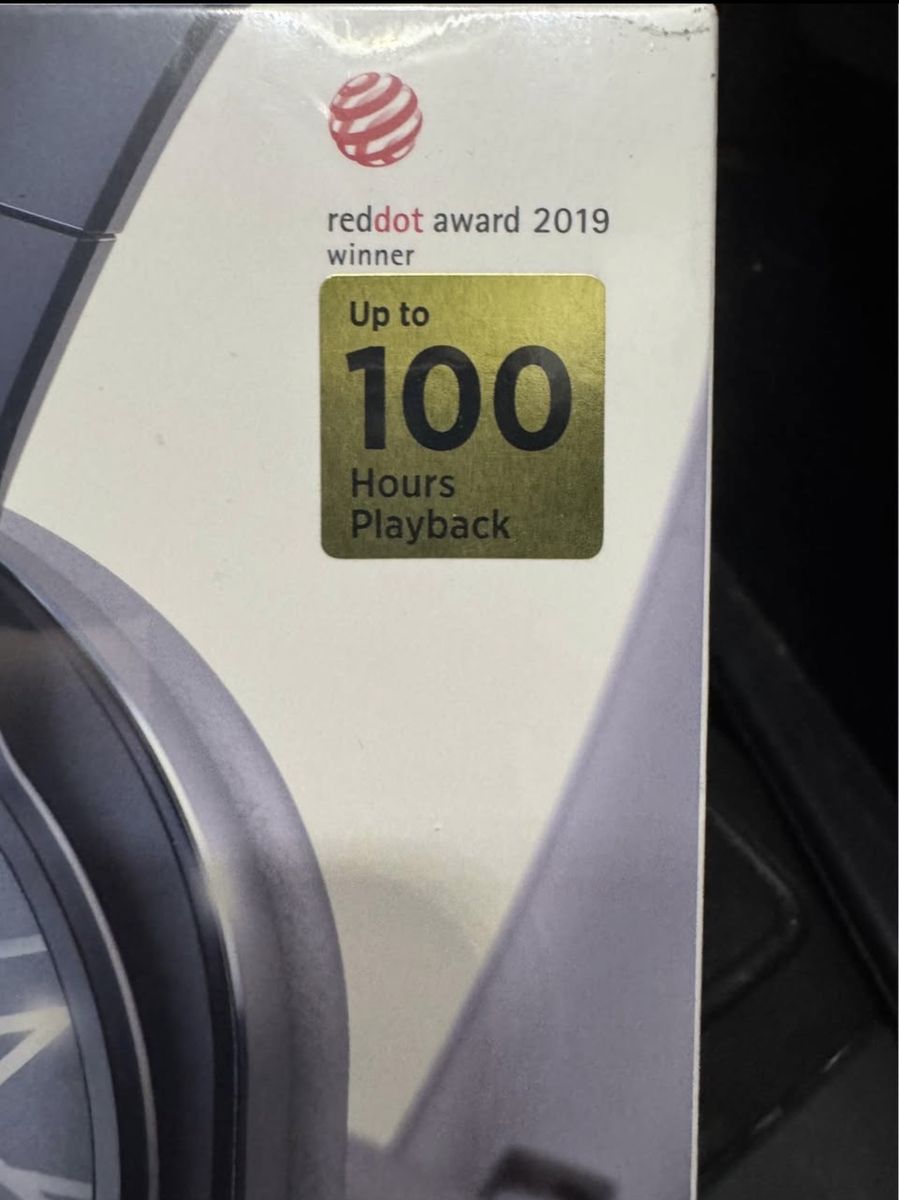 reddot award 2019
winner
Up to
100
Hours
Playback